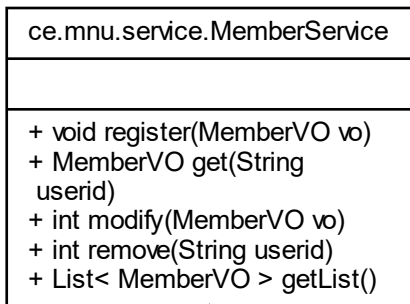 ce.mnu.service.MemberService
+ void register(MemberVO vo)
+ MemberVO get(String
userid)
+ int modify(MemberVO vo)
+ int remove(String userid)
+ List< MemberVO > getList()